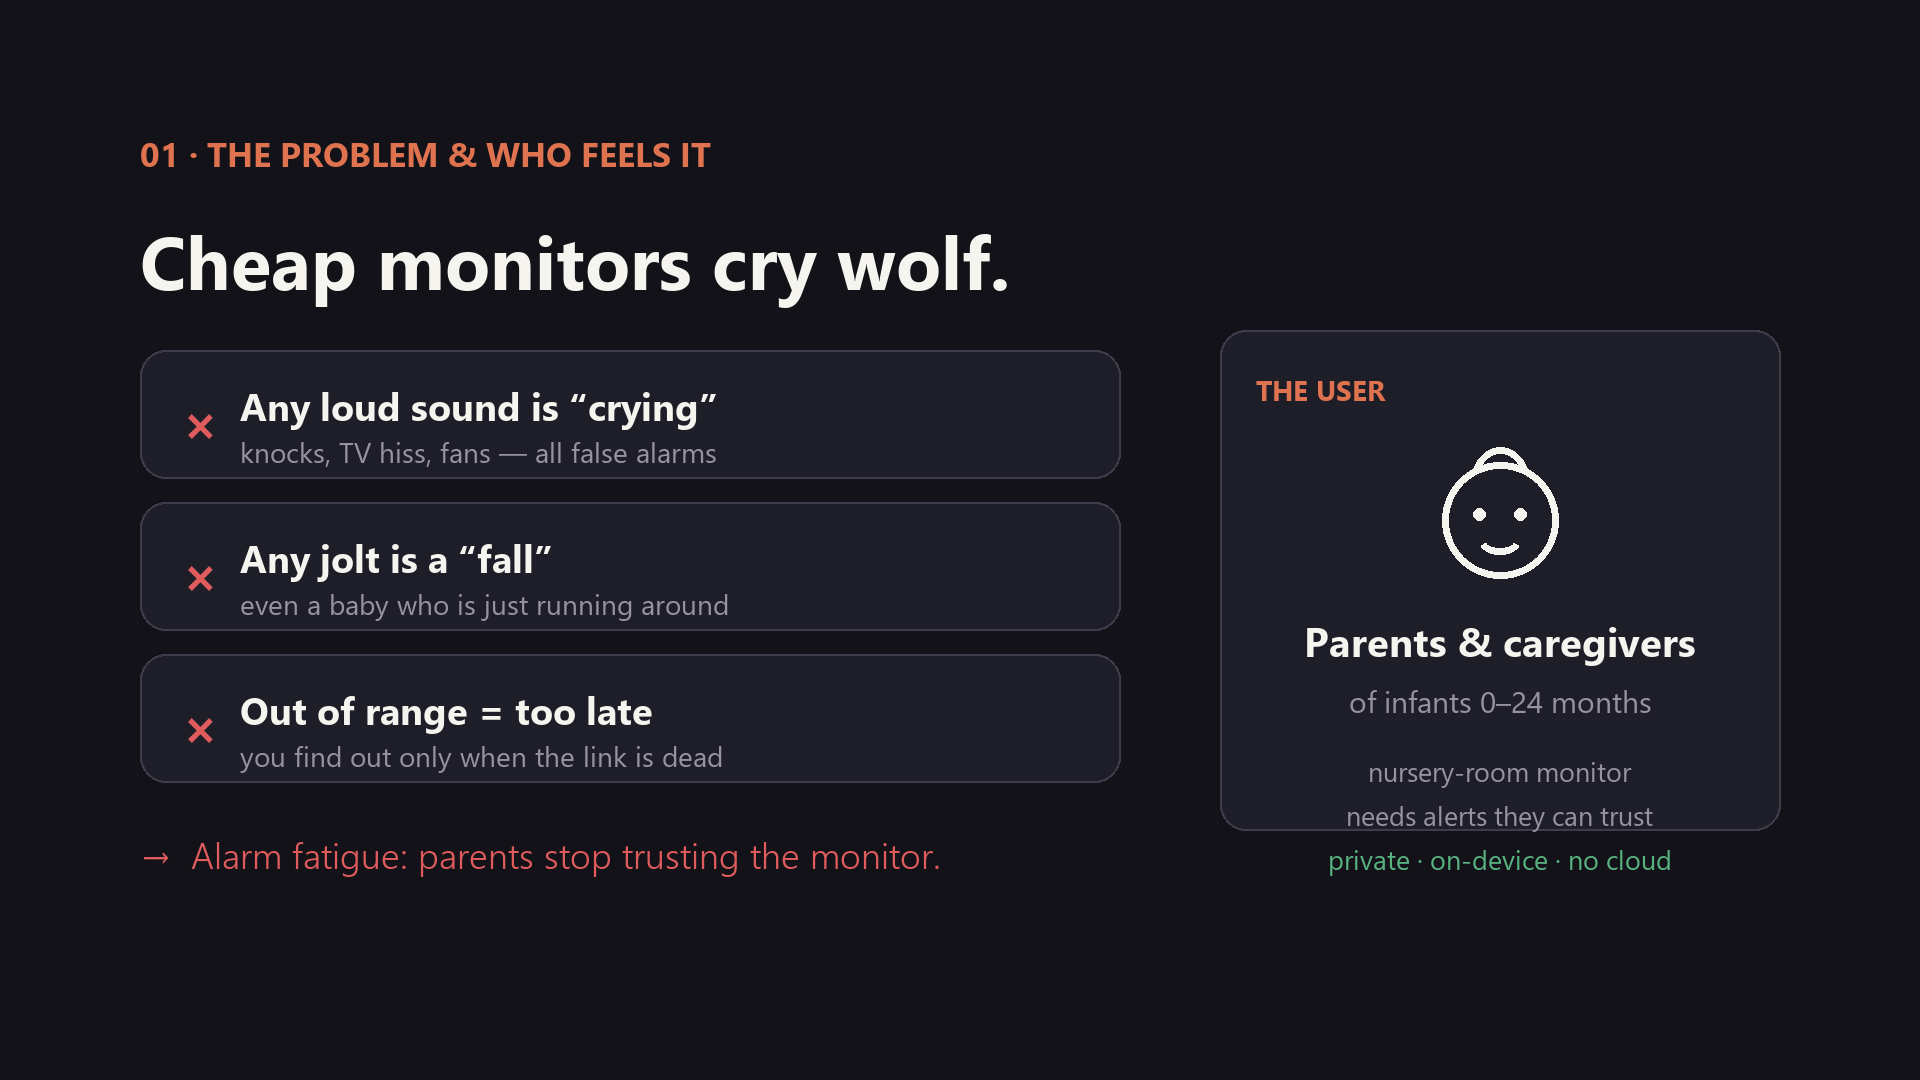 01 · THE PROBLEM & WHO FEELS IT
Cheap monitors cry wolf.
× Any loud sound is “crying”
knocks, TV hiss, fans — all false alarms
× Any jolt is a “fall”
even a baby who is just running around
× Out of range = too late
you find out only when the link is dead
→ Alarm fatigue: parents stop trusting the monitor.
THE USER
Parents & caregivers
of infants 0–24 months
nursery-room monitor
needs alerts they can trust
private · on-device · no cloud